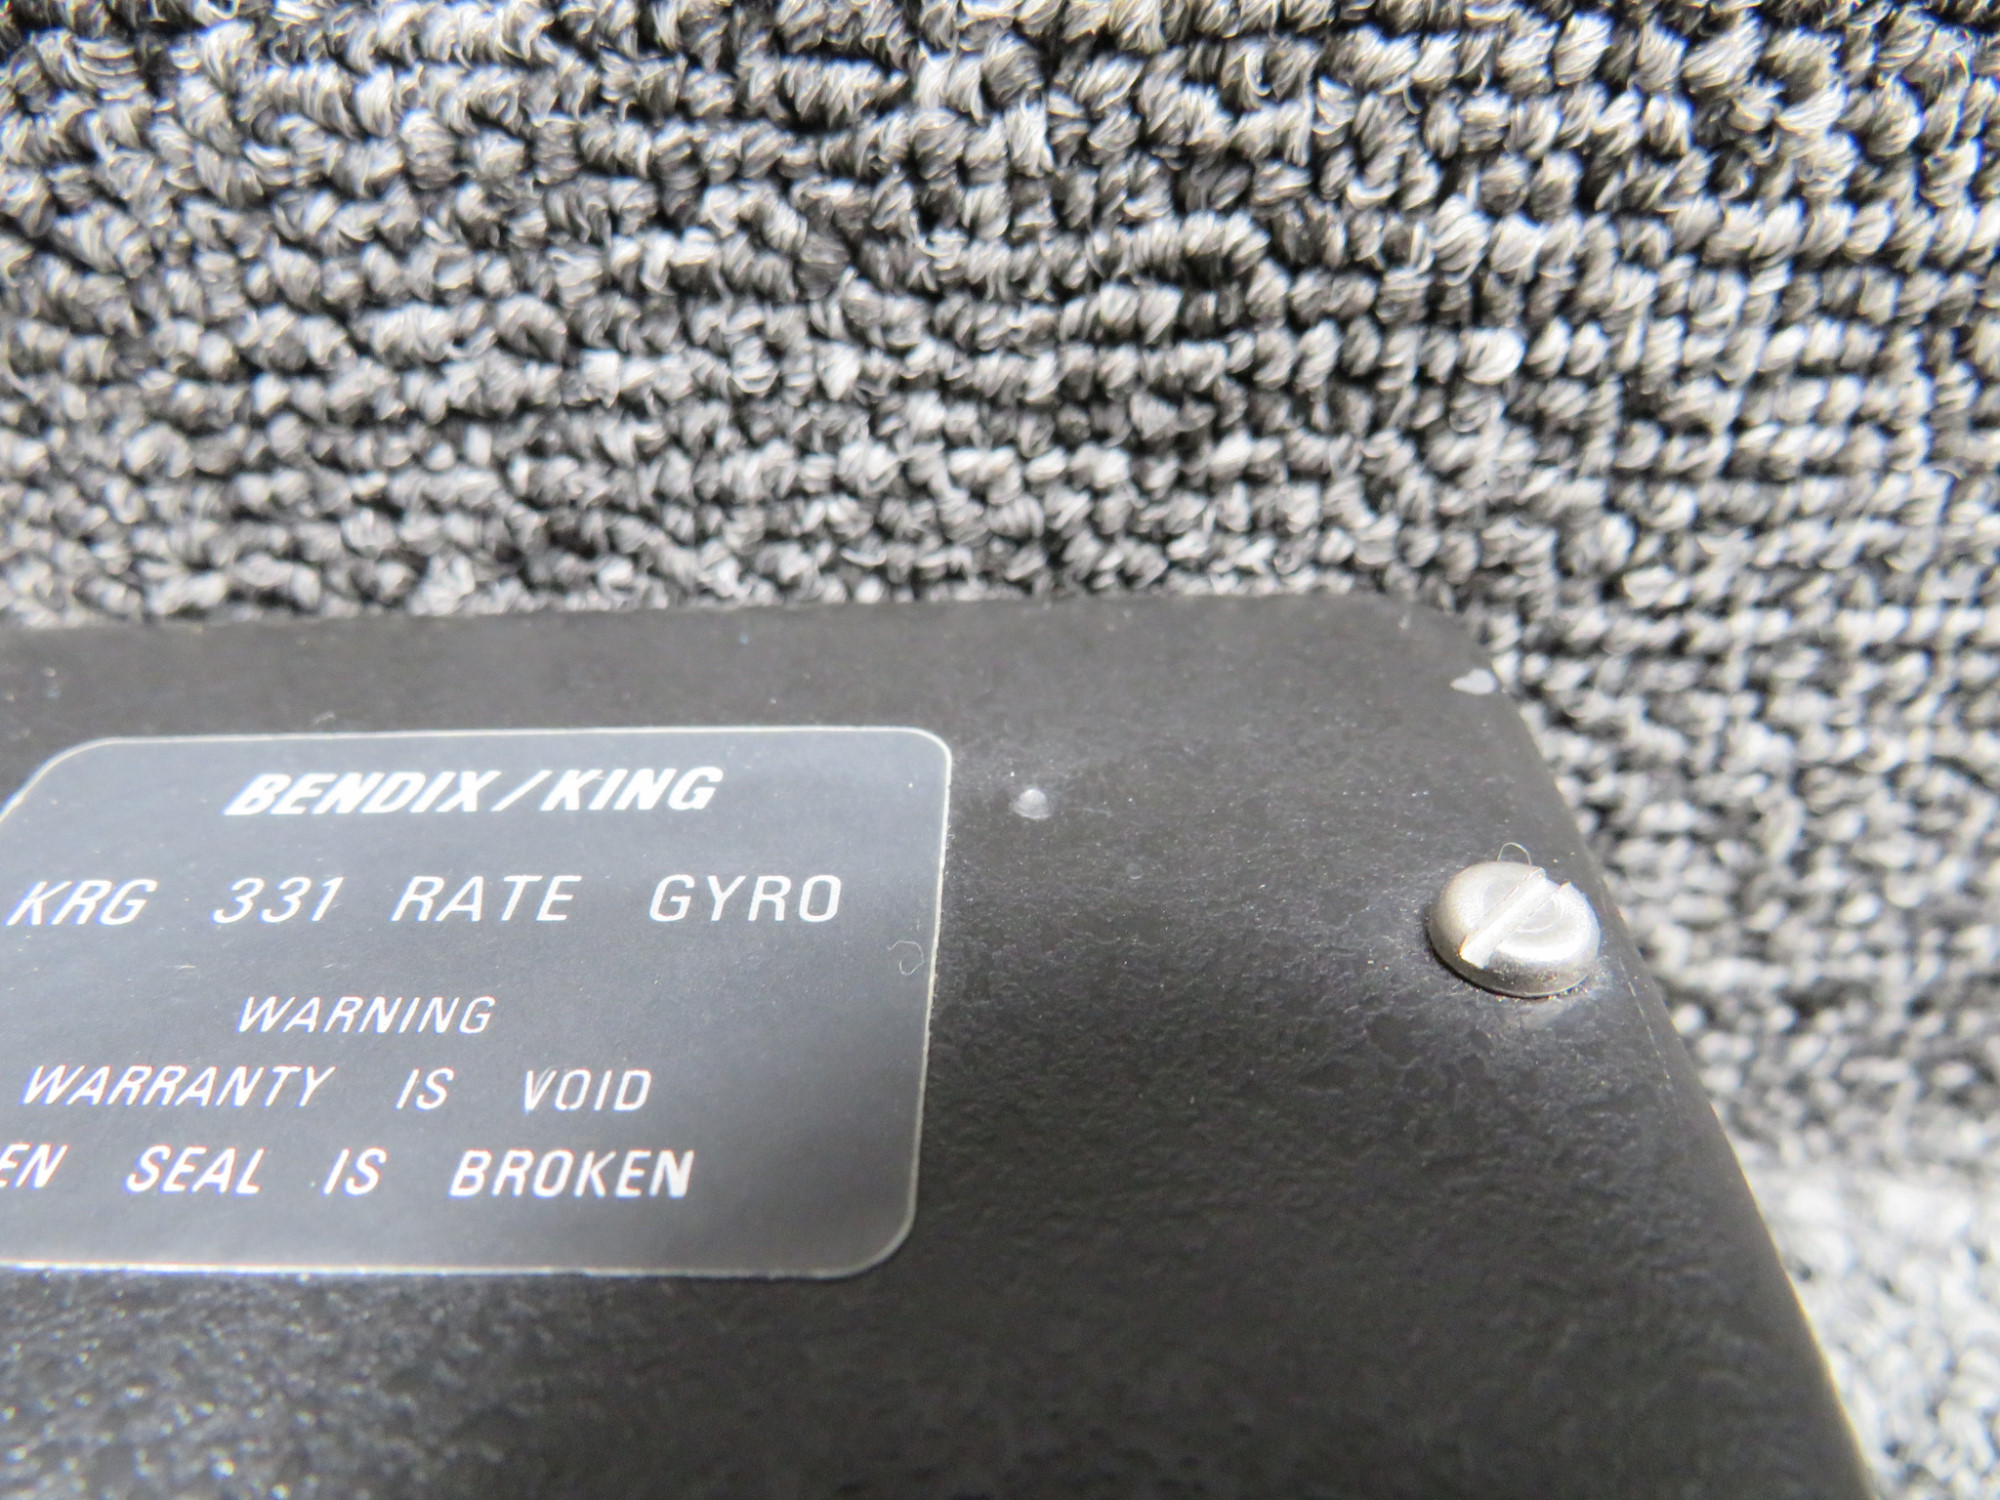 BENDIX/KING
KRG 331 RATE GYRO
WARNING
WARRANTY IS VOID
EN SEAL IS BROKEN